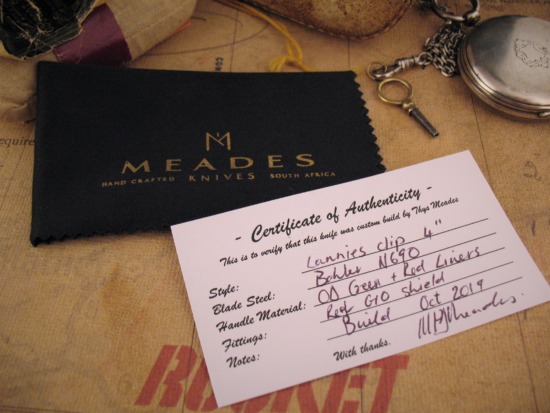 MEADES
HAND CRAFTED KNIVES SOUTH AFRICA
- Certificate of Authenticity -
This is to verify that this knife was custom build by Thys Meades
Style: Lannies clip 4"
Blade Steel: Bohler N690
Handle Material: OD Green + Red Liners
Fittings: Red G10 Shield
Notes: Build Oct 2019
With thanks.
ROCKET